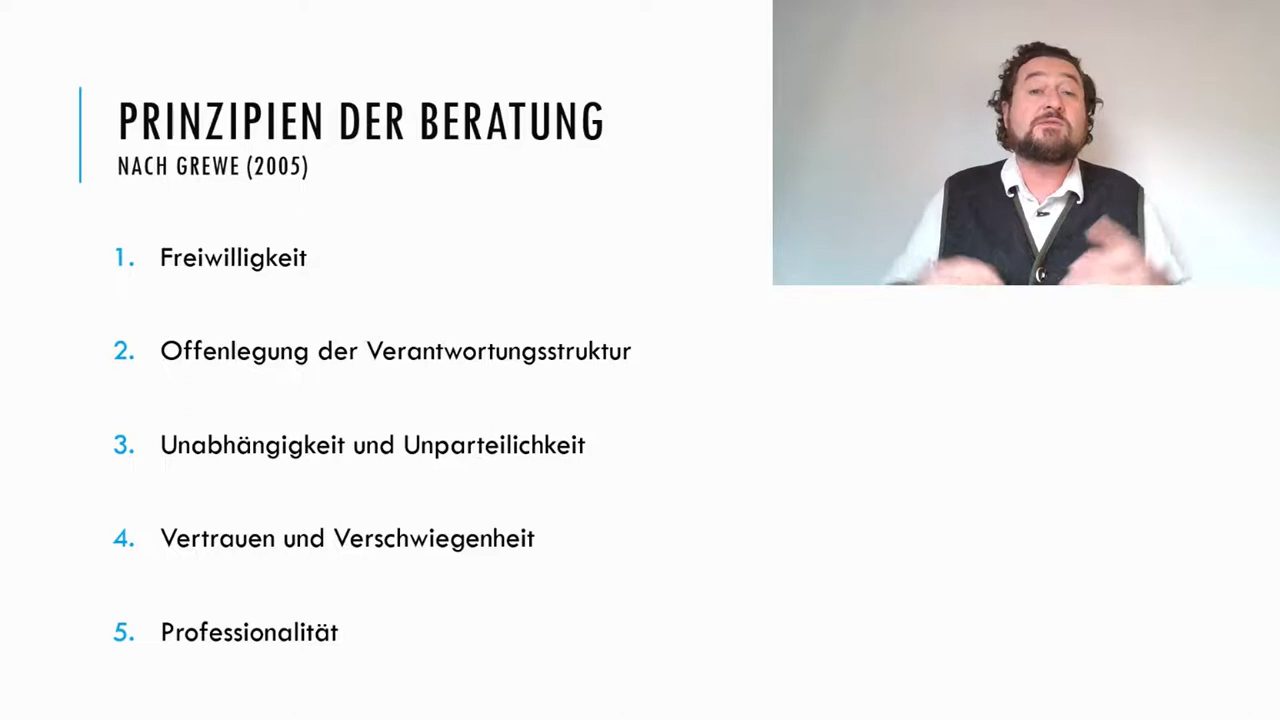 PRINZIPIEN DER BERATUNG
NACH GREWE (2005)
1. Freiwilligkeit
2. Offenlegung der Verantwortungsstruktur
3. Unabhängigkeit und Unparteilichkeit
4. Vertrauen und Verschwiegenheit
5. Professionalität